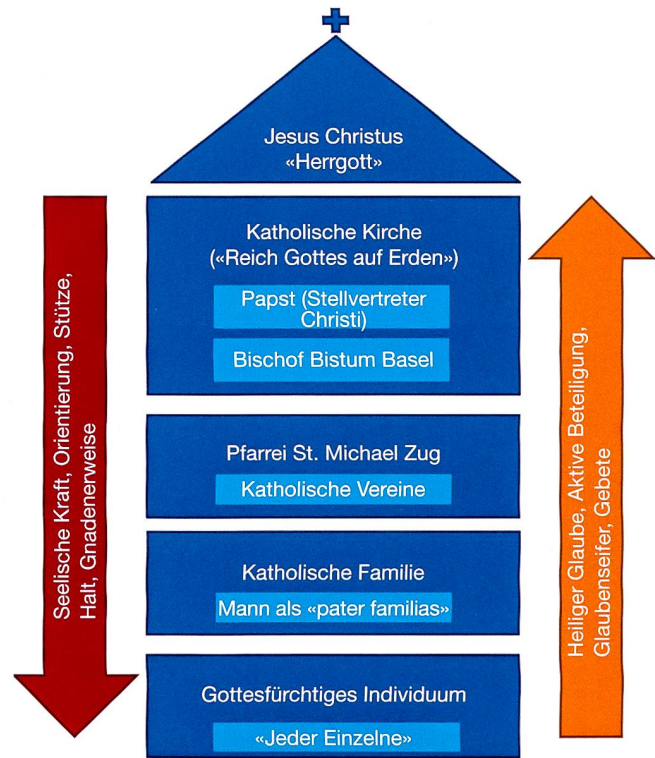 Jesus Christus
«Herrgott»
Katholische Kirche
(«Reich Gottes auf Erden»)
Papst (Stellvertreter
Christi)
Bischof Bistum Basel
Pfarrei St. Michael Zug
Katholische Vereine
Katholische Familie
Mann als «pater familias»
Gottesfürchtiges Individuum
«Jeder Einzelne»
Seelische Kraft, Orientierung, Stütze,
Halt, Gnadenerweise
Heiliger Glaube, Aktive Beteiligung,
Glaubenseifer, Gebete